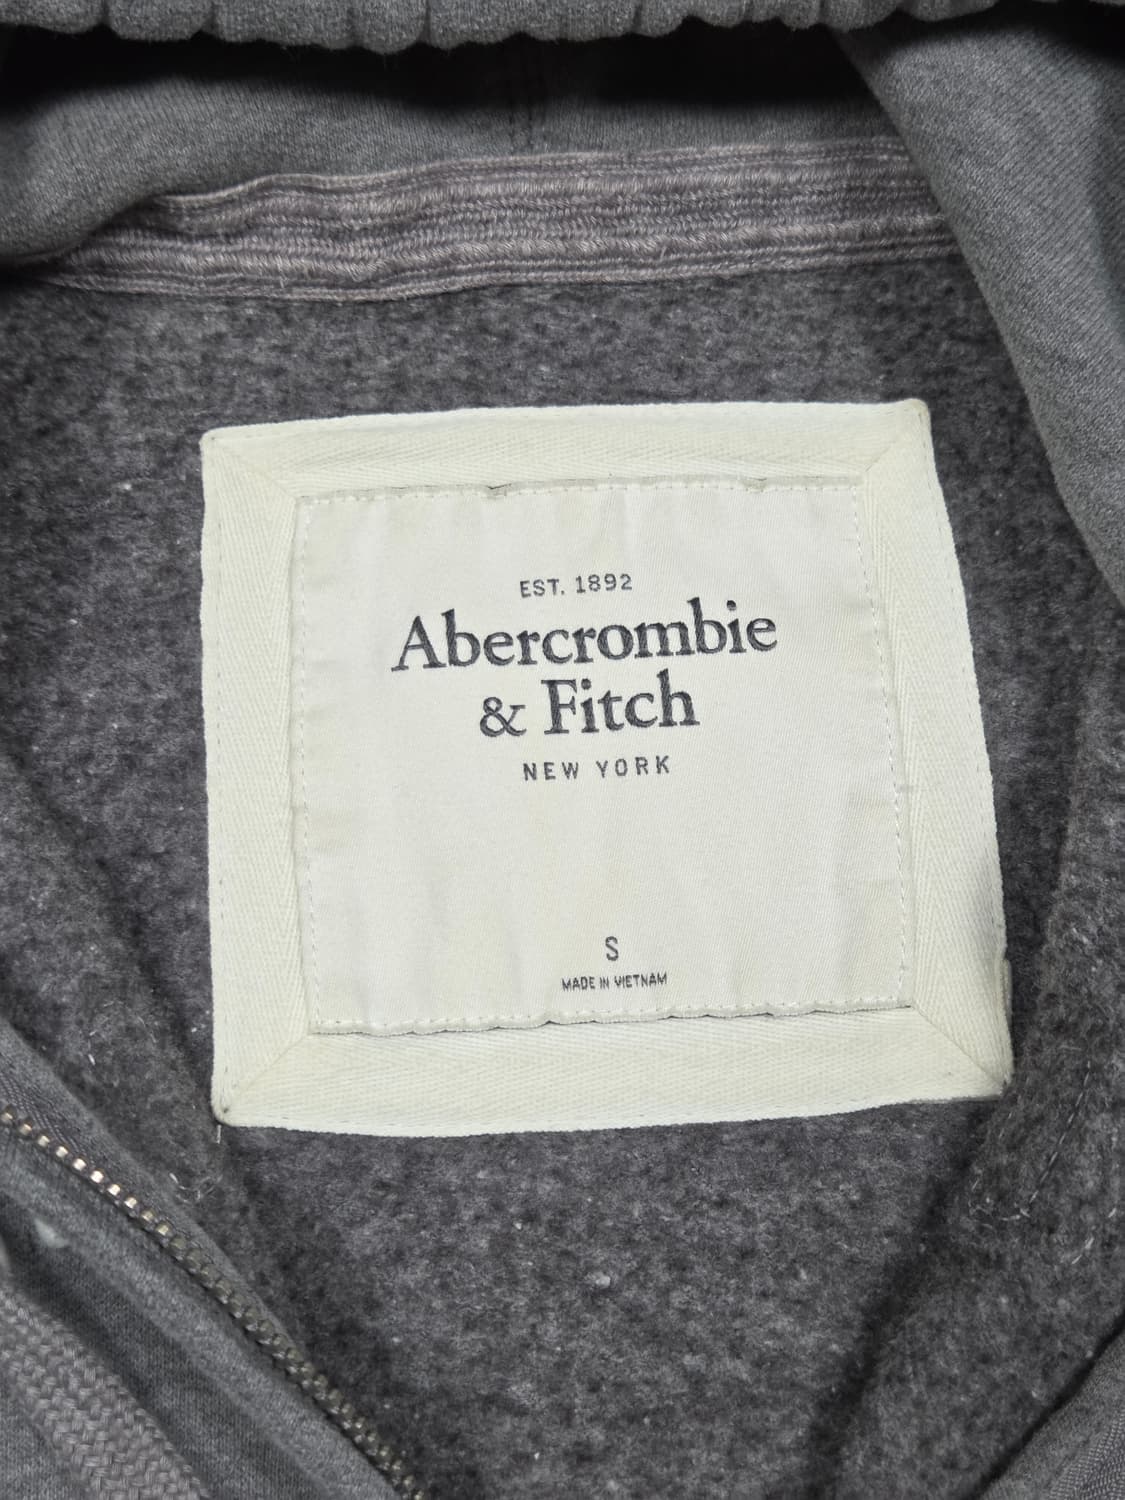 EST. 1892
Abercrombie
& Fitch
NEW YORK
S
MADE IN VIETNAM